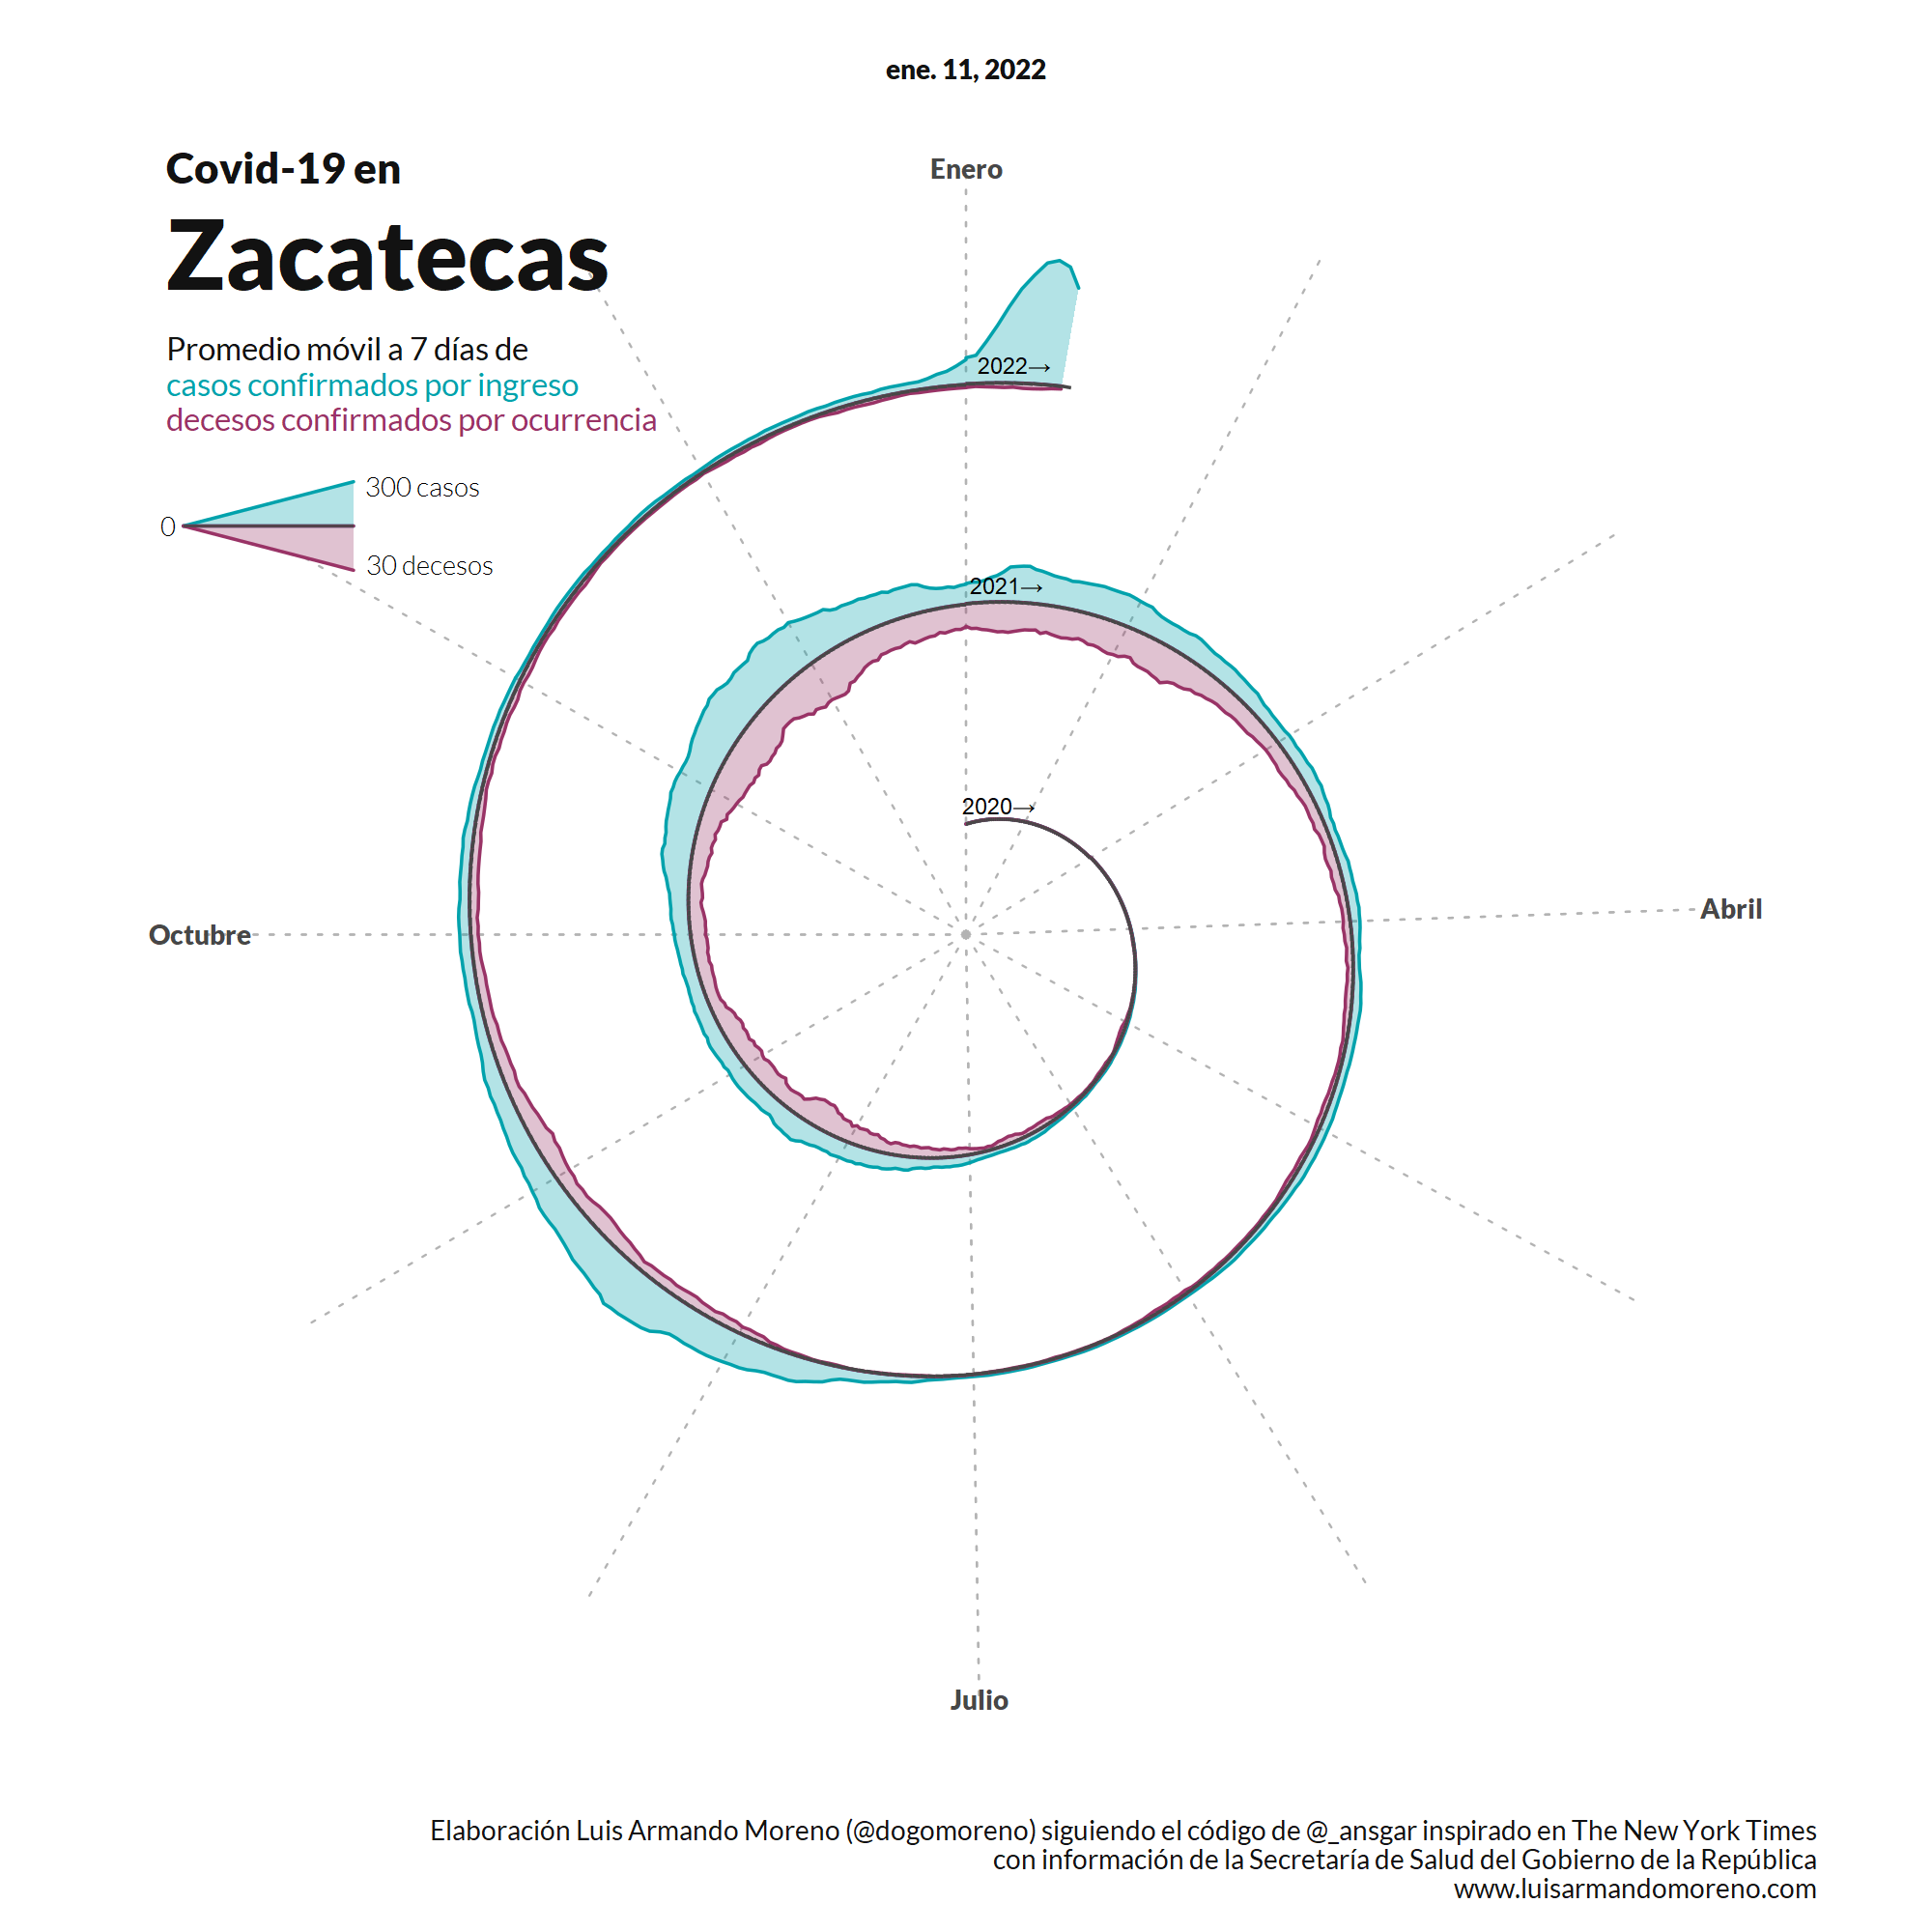 ene. 11, 2022
Covid-19 en
Zacatecas
Promedio móvil a 7 días de
casos confirmados por ingreso
decesos confirmados por ocurrencia
300 casos
0
30 decesos
Enero
2022→
2021→
2020→
Abril
Octubre
Julio
Elaboración Luis Armando Moreno (@dogomoreno) siguiendo el código de @_ansgar inspirado en The New York Times
con información de la Secretaría de Salud del Gobierno de la República
www.luisarmandomoreno.com